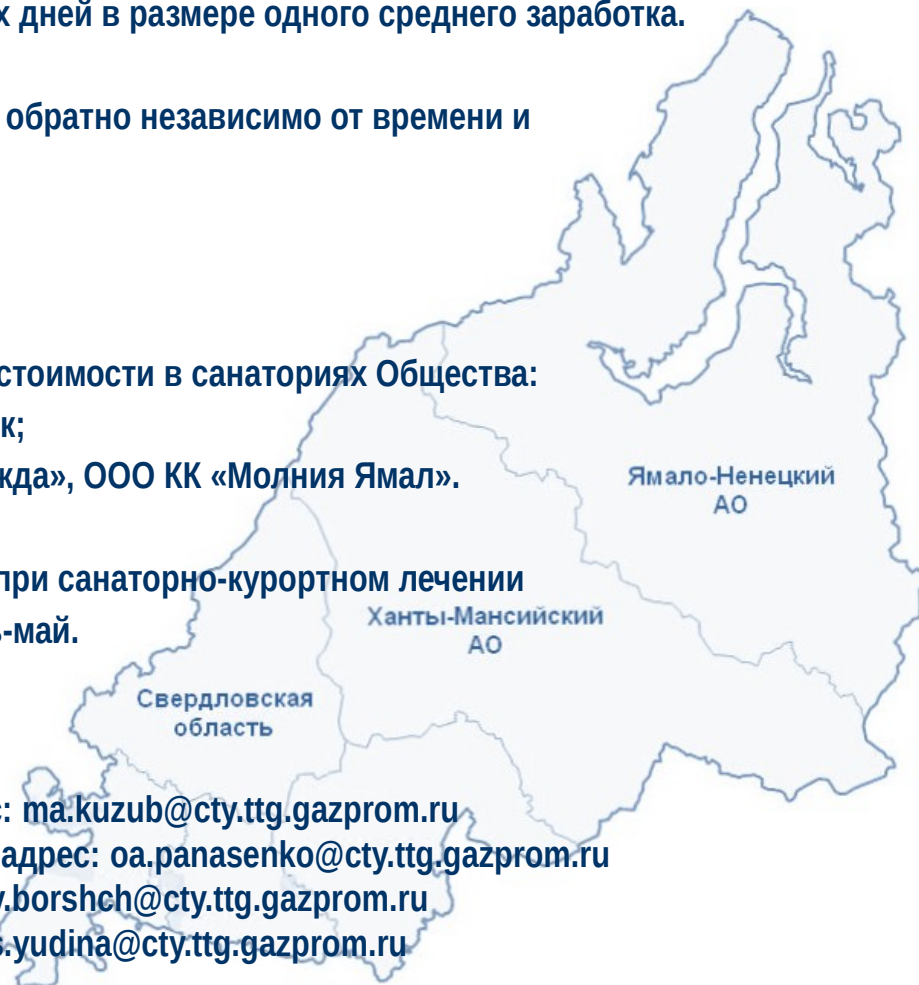 х дней в размере одного среднего заработка.
обратно независимо от времени и
стоимости в санаториях Общества:
к;
жда», ООО КК «Молния Ямал».
Ямало-Ненецкий
АО
при санаторно-курортном лечении
Ханты-Мансийский
АО
-май.
Свердловская
область
с: ma.kuzub@cty.ttg.gazprom.ru
адрес: oa.panasenko@cty.ttg.gazprom.ru
v.borshch@cty.ttg.gazprom.ru
s.yudina@cty.ttg.gazprom.ru